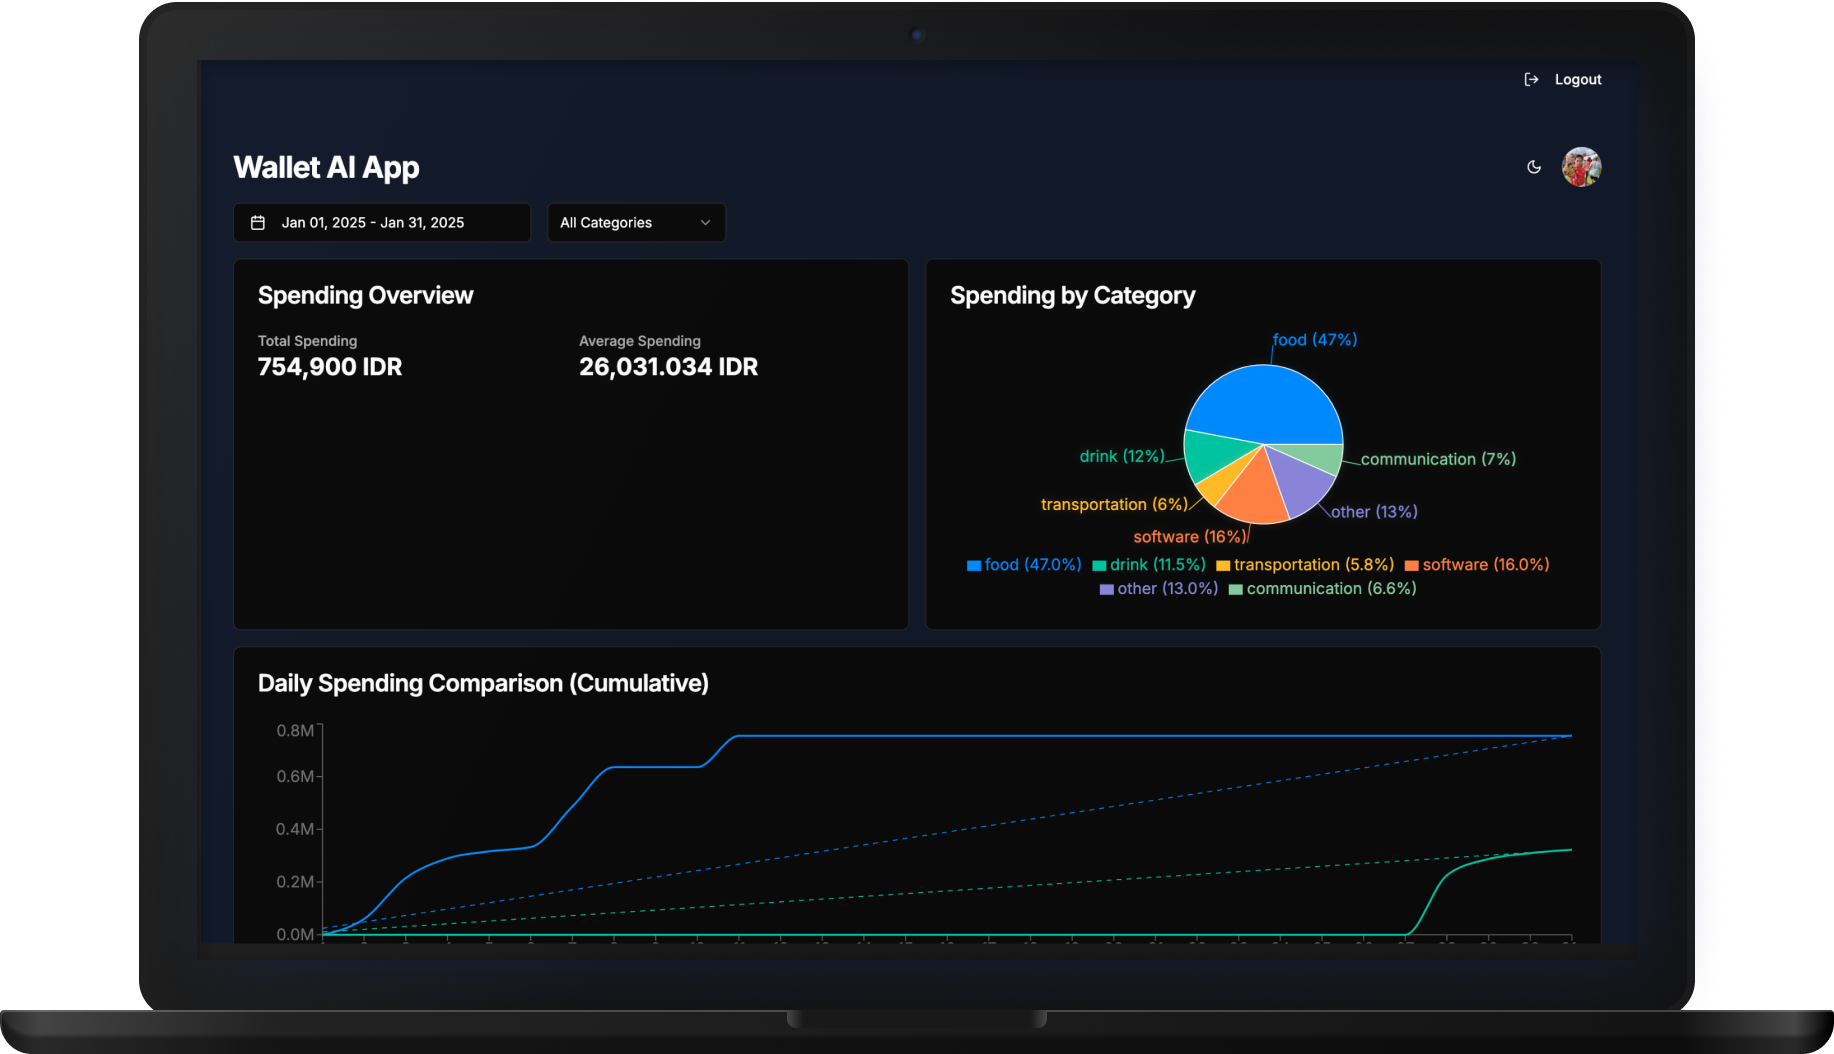 Logout
Wallet AI App
Jan 01, 2025 - Jan 31, 2025
All Categories
Spending Overview
Total Spending
754,900 IDR
Average Spending
26,031.034 IDR
Spending by Category
food (47%)
drink (12%)
communication (7%)
transportation (6%)
other (13%)
software (16%)
food (47.0%) drink (11.5%) transportation (5.8%) software (16.0%)
other (13.0%) communication (6.6%)
Daily Spending Comparison (Cumulative)
0.8M
0.6M
0.4M
0.2M
0.0M